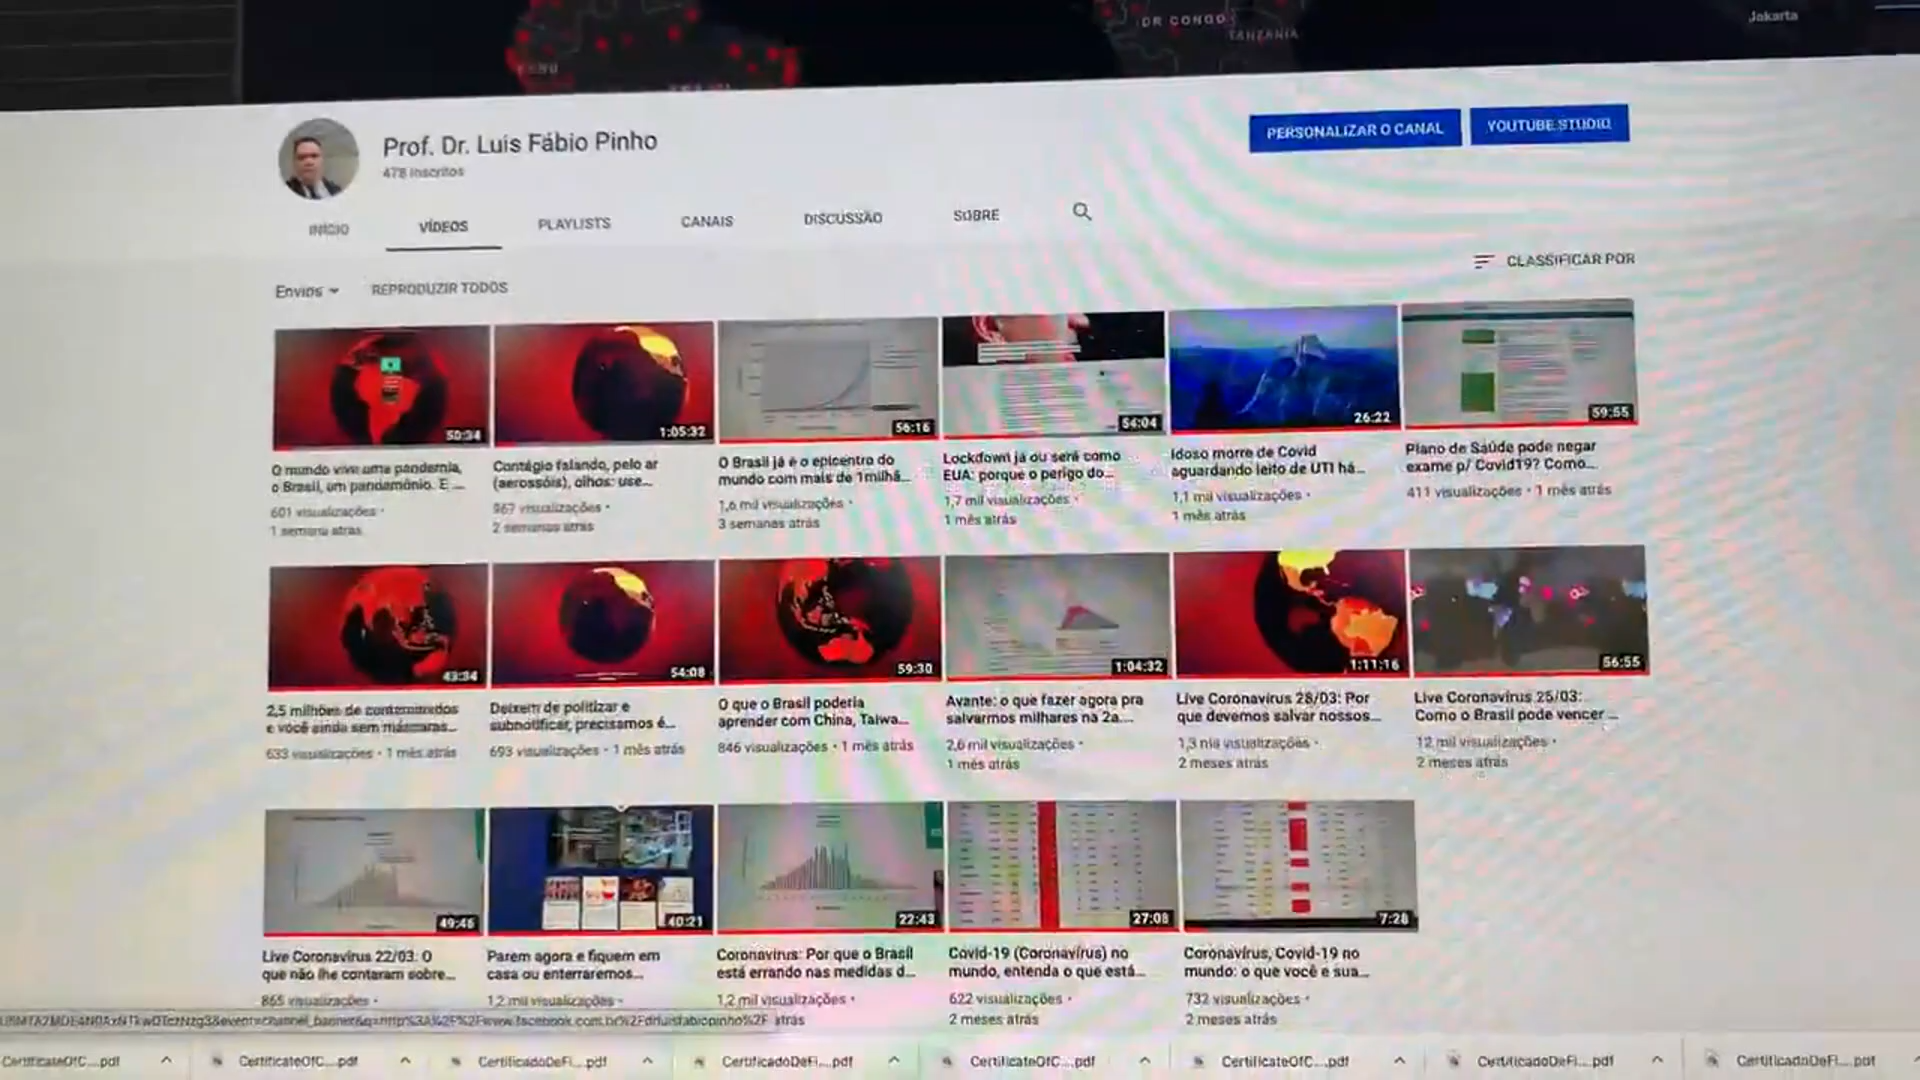 DR CONGO
TANZANIA
Jakarta
Prof. Dr. Luís Fábio Pinho
478 inscritos
PERSONALIZAR O CANAL
YOUTUBE STUDIO
INÍCIO
VÍDEOS
PLAYLISTS
CANAIS
DISCUSSÃO
SOBRE
Envios
REPRODUZIR TODOS
CLASSIFICAR POR
50:34
1:05:32
56:16
54:04
26:22
59:55
O mundo vive uma pandemia,
o Brasil, um pandemônio. E ...
601 visualizações •
1 semana atrás
Contágio falando, pelo ar
(aerossóis), olhos: use...
967 visualizações •
2 semanas atrás
O Brasil já é o epicentro do
mundo com mais de 1milhã...
1,6 mil visualizações •
3 semanas atrás
Lockdown já ou será como
EUA: porque o perigo do...
1,7 mil visualizações •
1 mês atrás
Idoso morre de Covid
aguardando leito de UTI há...
1,1 mil visualizações •
1 mês atrás
Plano de Saúde pode negar
exame p/ Covid19? Como...
411 visualizações • 1 mês atrás
43:34
54:08
59:30
1:04:32
1:11:16
56:55
2,5 milhões de contaminados
e você ainda sem máscaras...
633 visualizações • 1 mês atrás
Deixem de politizar e
subnotificar, precisamos é...
693 visualizações • 1 mês atrás
O que o Brasil poderia
aprender com China, Taiwa...
846 visualizações • 1 mês atrás
Avante: o que fazer agora pra
salvarmos milhares na 2a....
2,6 mil visualizações •
1 mês atrás
Live Coronavírus 28/03: Por
que devemos salvar nossos...
1,3 mil visualizações •
2 meses atrás
Live Coronavírus 25/03:
Como o Brasil pode vencer ...
12 mil visualizações •
2 meses atrás
49:46
40:21
22:43
27:08
7:28
Live Coronavírus 22/03: O
que não lhe contaram sobre...
865 visualizações •
Parem agora e fiquem em
casa ou enterraremos...
1,2 mil visualizações •
Coronavírus: Por que o Brasil
está errando nas medidas d...
1,2 mil visualizações •
atrás
Covid-19 (Coronavírus) no
mundo, entenda o que está...
622 visualizações •
2 meses atrás
Coronavírus, Covid-19 no
mundo: o que você e sua...
732 visualizações •
2 meses atrás
CertificateOfC....pdf
CertificateOfC....pdf
CertificadoDeFi....pdf
CertificadoDeFi....pdf
CertificateOfC....pdf
CertificateOfC....pdf
CertificadoDeFi....pdf
CertificadoDeFi....pdf